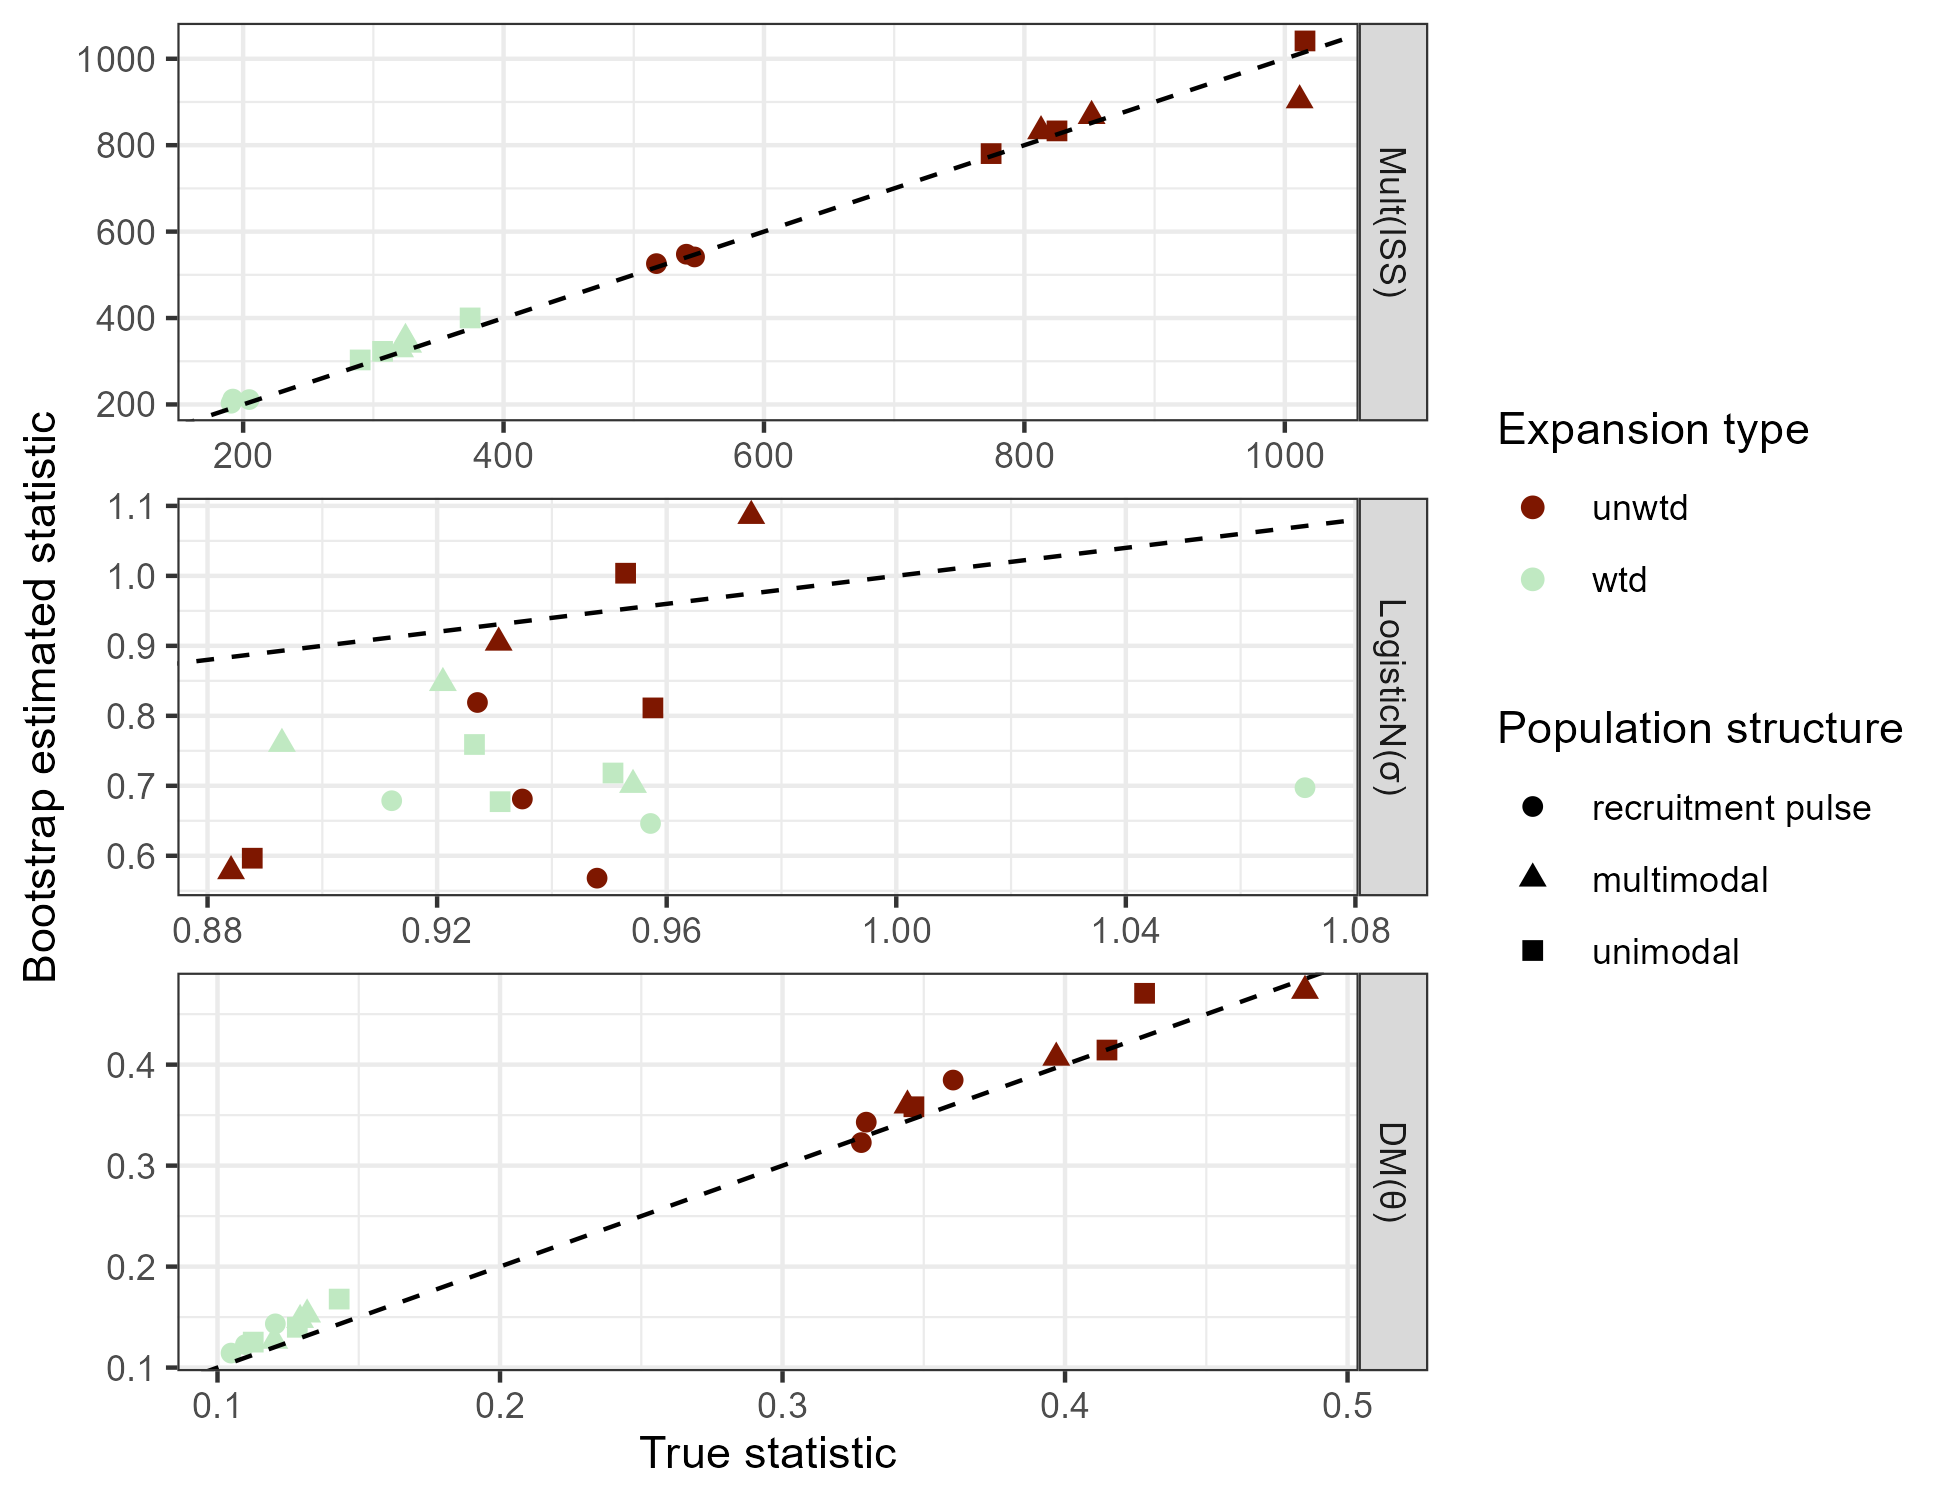 Bootstrap estimated statistic
1000
800
600
400
200
Mult(ISS)
200 400 600 800 1000
1.1
1.0
0.9
0.8
0.7
0.6
LogisticN(σ)
0.88 0.92 0.96 1.00 1.04 1.08
0.4
0.3
0.2
0.1
DM(θ)
0.1 0.2 0.3 0.4 0.5
True statistic
Expansion type
unwtd
wtd
Population structure
recruitment pulse
multimodal
unimodal